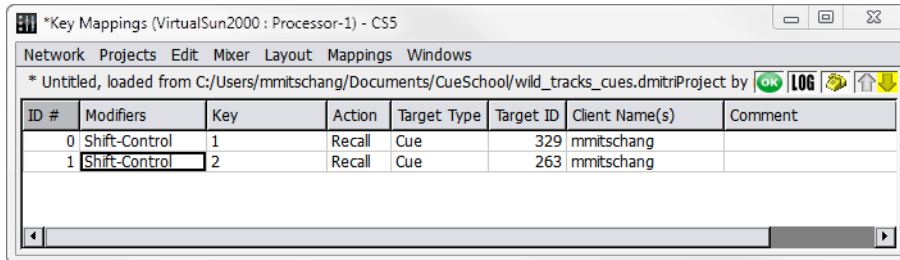 *Key Mappings (VirtualSun2000 : Processor-1) - CS5
Network Projects Edit Mixer Layout Mappings Windows
* Untitled, loaded from C:/Users/mmitschang/Documents/CueSchool/wild_tracks_cues.dmitriProject by OK LOG
ID # Modifiers Key Action Target Type Target ID Client Name(s) Comment
0 Shift-Control 1 Recall Cue 329 mmitschang
1 Shift-Control 2 Recall Cue 263 mmitschang